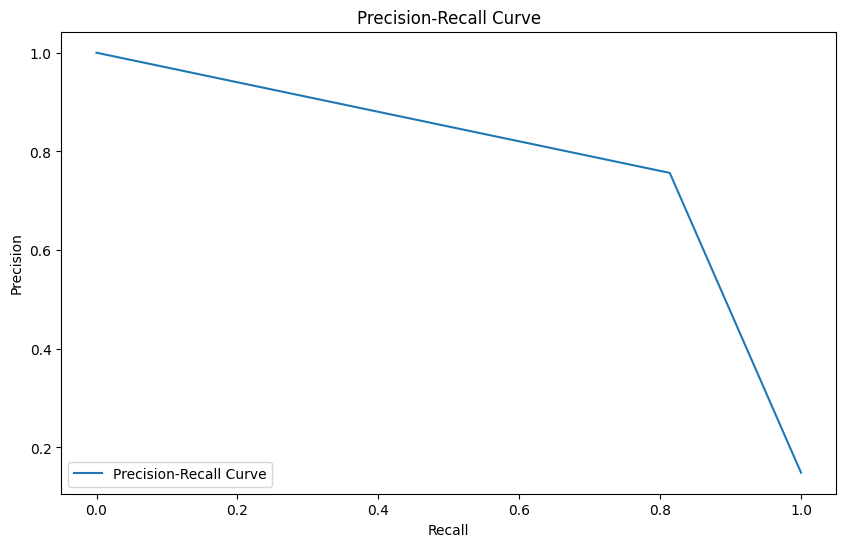 Precision-Recall Curve
1.0
0.8
0.6
0.4
0.2
Precision
Precision-Recall Curve
0.0 0.2 0.4 0.6 0.8 1.0
Recall